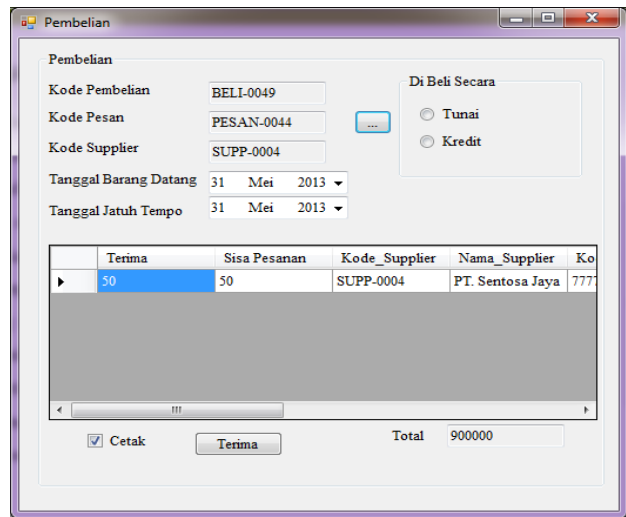 Pembelian
Pembelian
Kode Pembelian BELI-0049
Kode Pesan PESAN-0044 ...
Kode Supplier SUPP-0004
Di Beli Secara
Tunai
Kredit
Tanggal Barang Datang 31 Mei 2013
Tanggal Jatuh Tempo 31 Mei 2013
Terima Sisa Pesanan Kode_Supplier Nama_Supplier Ko
50 50 SUPP-0004 PT. Sentosa Jaya 777
Cetak Terima Total 900000